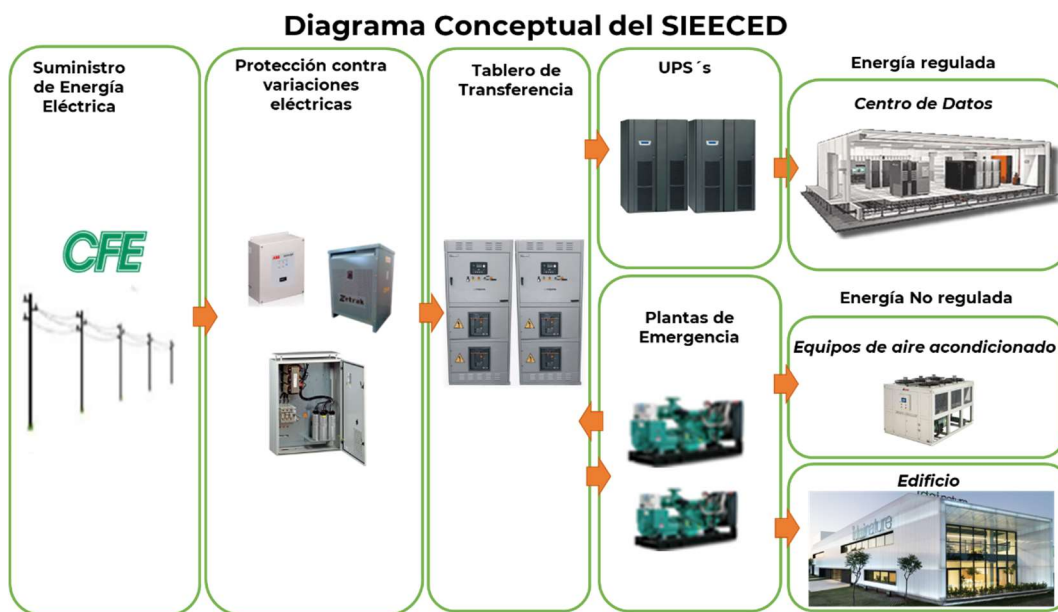 Diagrama Conceptual del SIEECED
Suministro
de Energía
Eléctrica
CFE
Protección contra
variaciones
eléctricas
ABB
Tablero de
Transferencia
UPS´s
Plantas de
Emergencia
Energía regulada
Centro de Datos
Energía No regulada
Equipos de aire acondicionado
Edificio